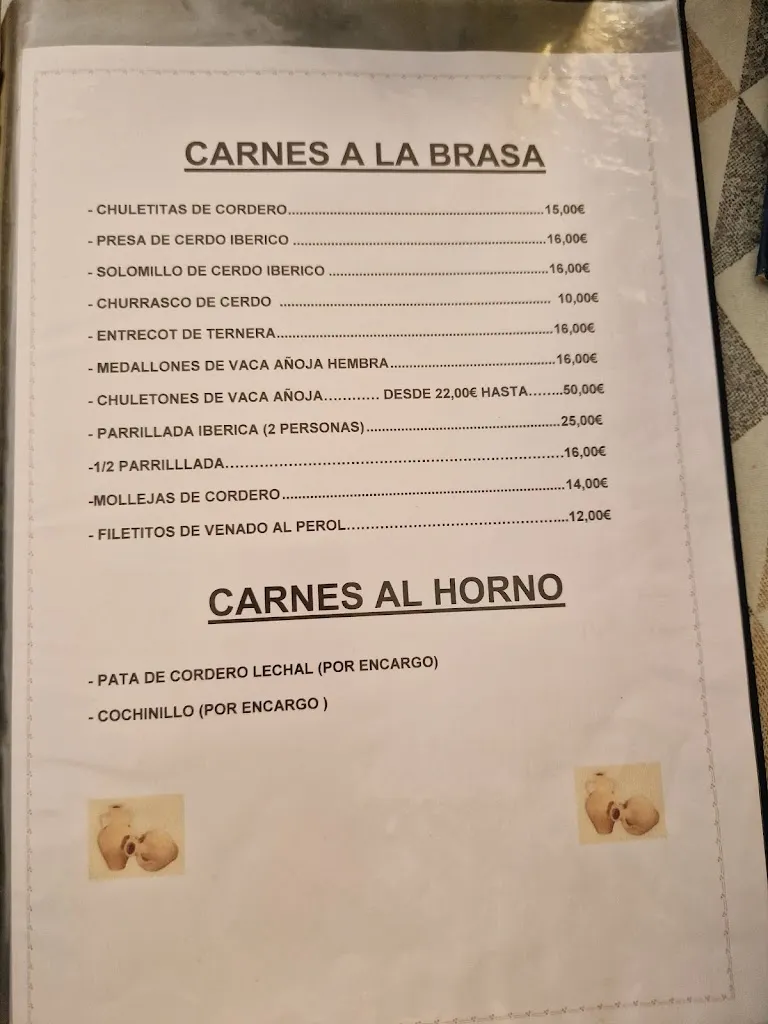 CARNES A LA BRASA
- CHULETITAS DE CORDERO..........................................................................15,00€
- PRESA DE CERDO IBERICO ..........................................................................16,00€
- SOLOMILLO DE CERDO IBERICO ................................................................16,00€
- CHURRASCO DE CERDO ............................................................................... 10,00€
- ENTRECOT DE TERNERA................................................................................16,00€
- MEDALLONES DE VACA AÑOJA HEMBRA................................................16,00€
- CHULETONES DE VACA AÑOJA........... DESDE 22,00€ HASTA........50,00€
- PARRILLADA IBERICA (2 PERSONAS)........................................................25,00€
-1/2 PARRILLLADA..............................................................16,00€
-MOLLEJAS DE CORDERO..................................................................................14,00€
- FILETITOS DE VENADO AL PEROL..........................................12,00€
CARNES AL HORNO
- PATA DE CORDERO LECHAL (POR ENCARGO)
- COCHINILLO (POR ENCARGO )